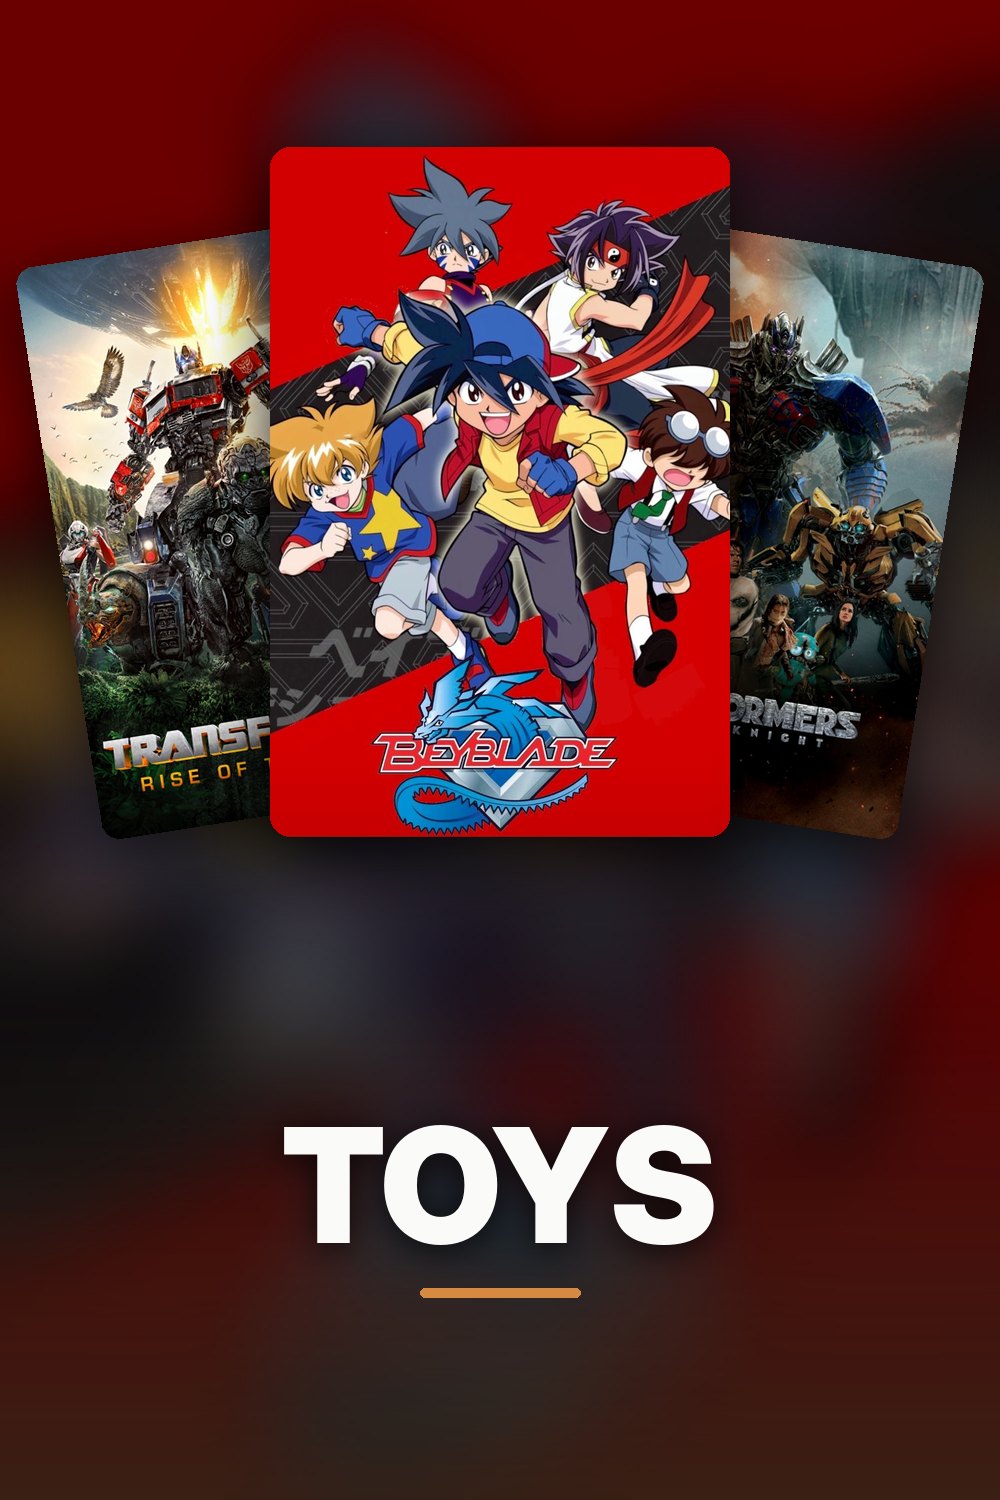 TRANSF
RISE OF T
BEYBLADE
ORMERS
KNIGHT
TOYS